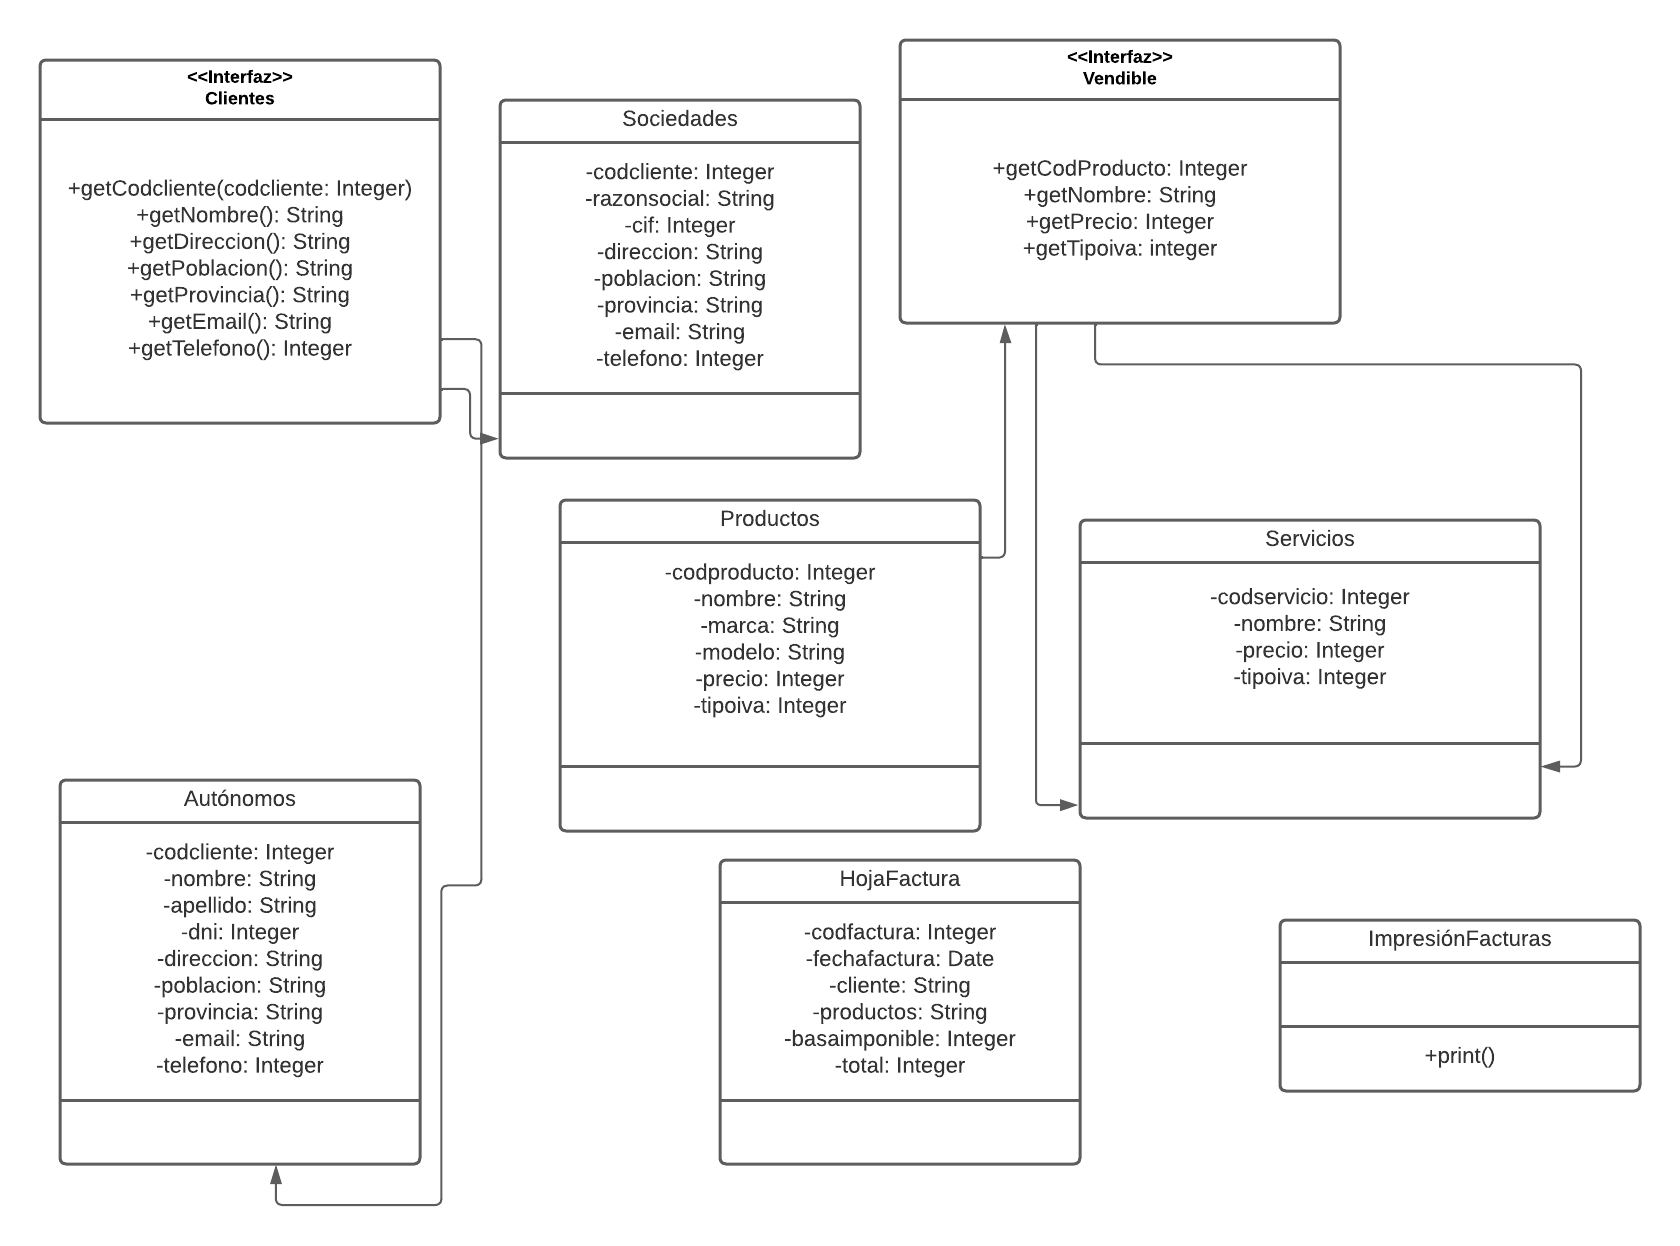 <<Interfaz>>
Clientes
+getCodcliente(codcliente: Integer)
+getNombre(): String
+getDireccion(): String
+getPoblacion(): String
+getProvincia(): String
+getEmail(): String
+getTelefono(): Integer
Sociedades
-codcliente: Integer
-razonsocial: String
-cif: Integer
-direccion: String
-poblacion: String
-provincia: String
-email: String
-telefono: Integer
<<Interfaz>>
Vendible
+getCodProducto: Integer
+getNombre: String
+getPrecio: Integer
+getTipoiva: integer
Productos
-codproducto: Integer
-nombre: String
-marca: String
-modelo: String
-precio: Integer
-tipoiva: Integer
Servicios
-codservicio: Integer
-nombre: String
-precio: Integer
-tipoiva: Integer
Autónomos
-codcliente: Integer
-nombre: String
-apellido: String
-dni: Integer
-direccion: String
-poblacion: String
-provincia: String
-email: String
-telefono: Integer
HojaFactura
-codfactura: Integer
-fechafactura: Date
-cliente: String
-productos: String
-basaimponible: Integer
-total: Integer
ImpresiónFacturas
+print()